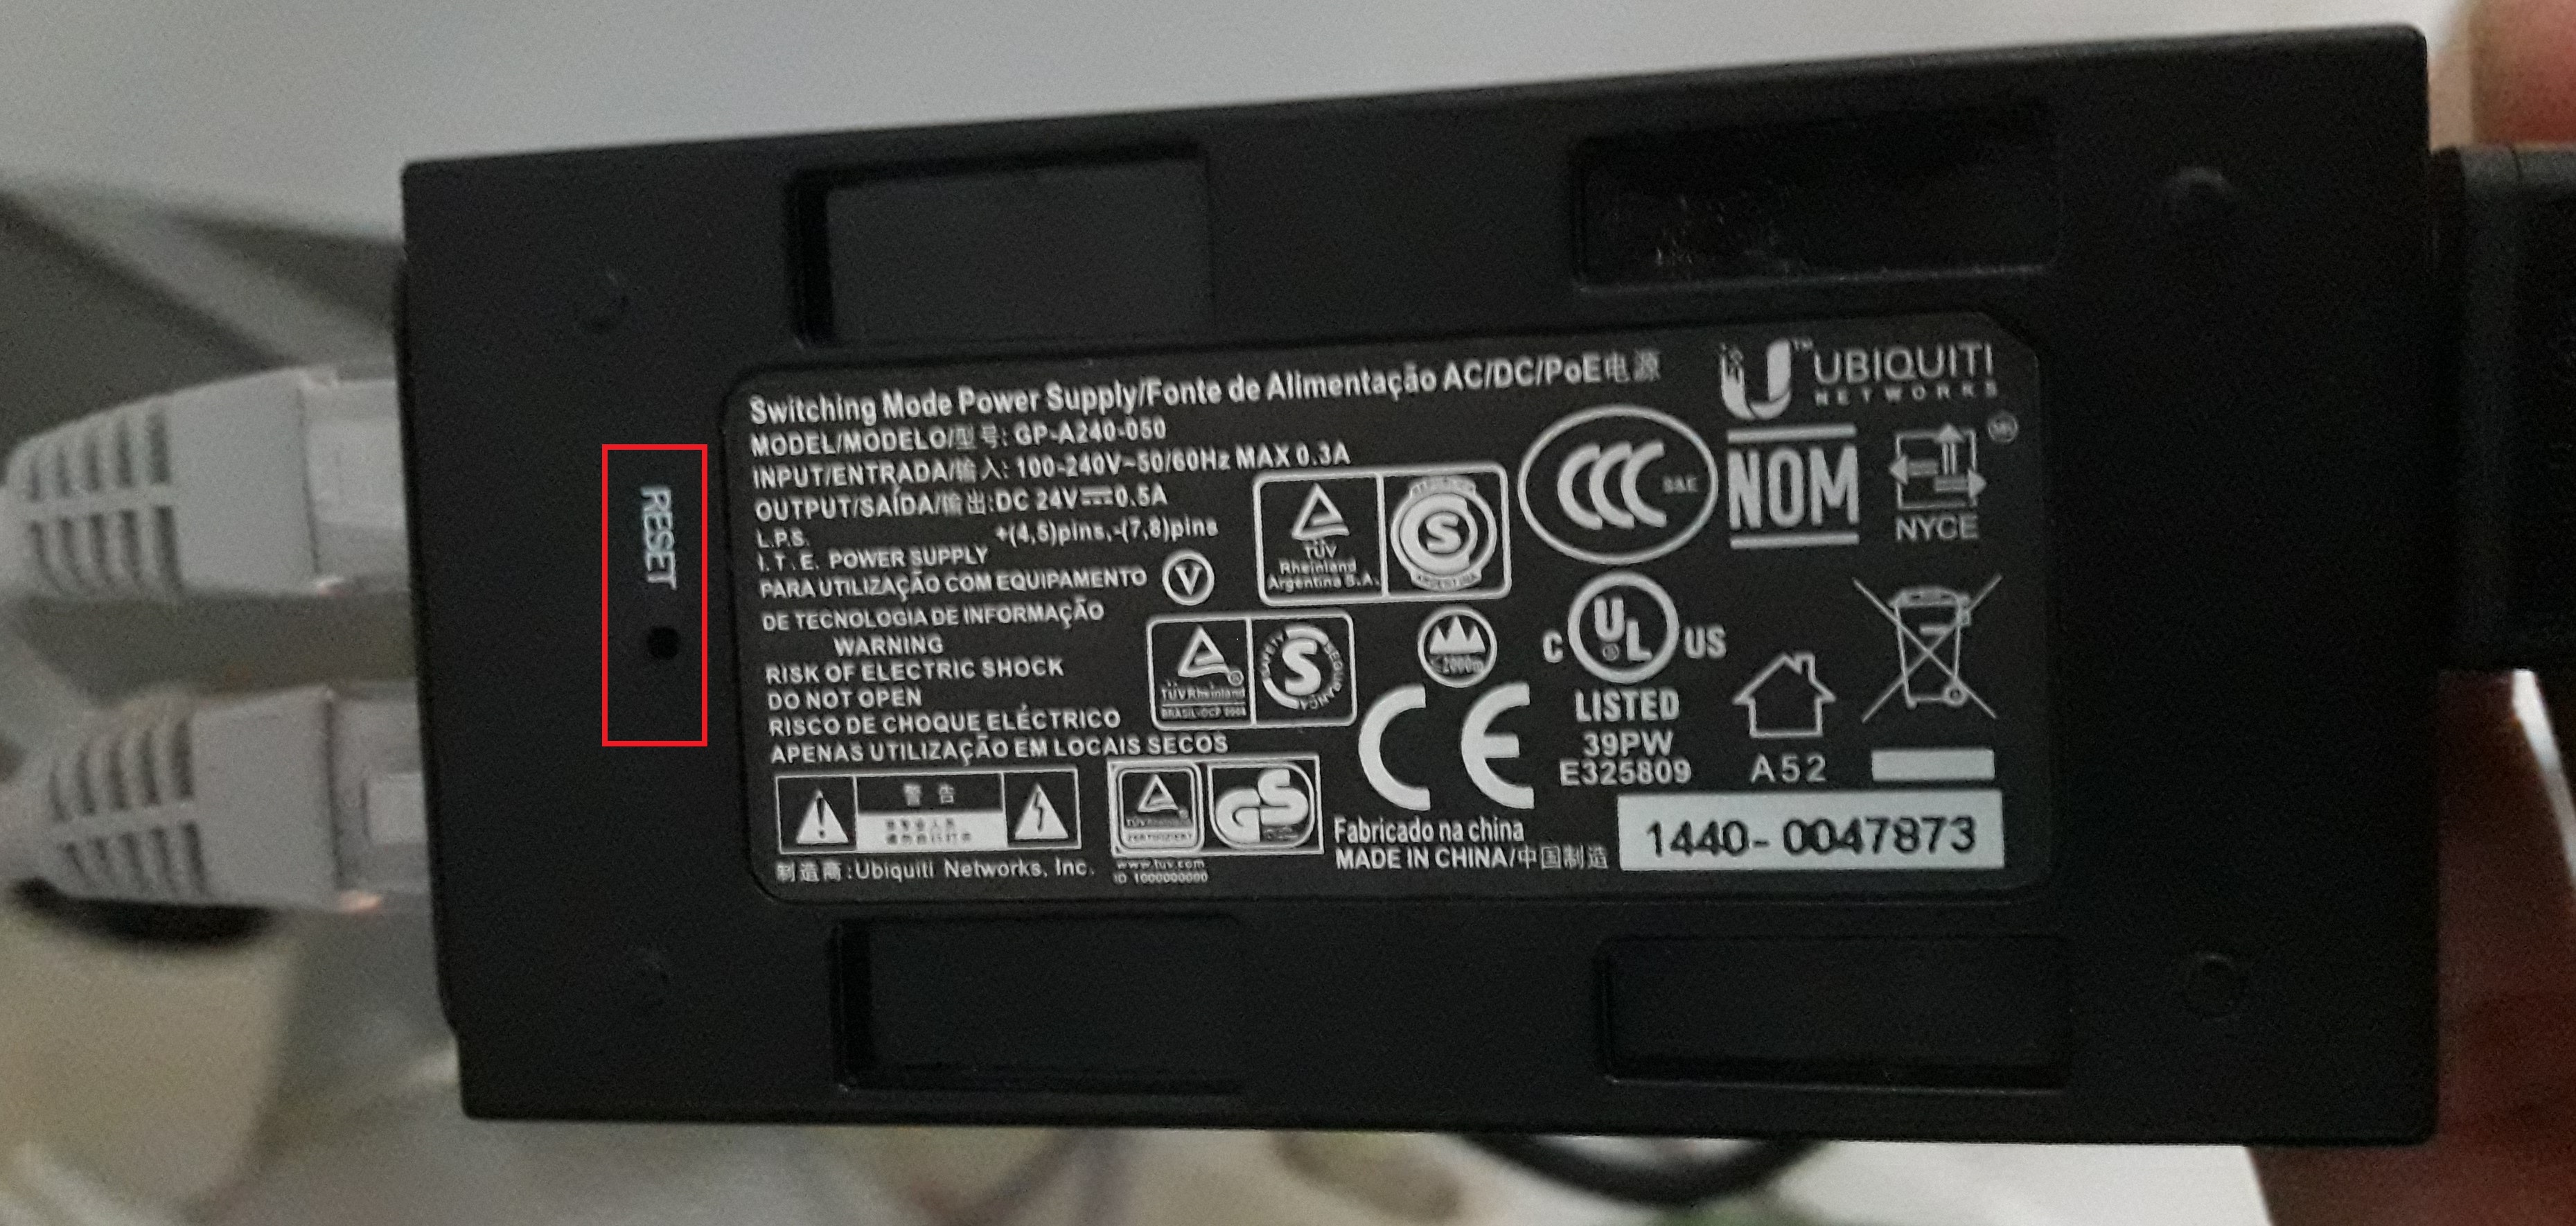 RESET
Switching Mode Power Supply/Fonte de Alimentação AC/DC/PoE电源
MODEL/MODELO/型号: GP-A240-050
INPUT/ENTRADA/输入: 100-240V~50/60Hz MAX 0.3A
OUTPUT/SAÍDA/输出:DC 24V⎓0.5A
L.P.S. +(4,5)pins,-(7,8)pins
I.T.E. POWER SUPPLY
PARA UTILIZAÇÃO COM EQUIPAMENTO
DE TECNOLOGIA DE INFORMAÇÃO
WARNING
RISK OF ELECTRIC SHOCK
DO NOT OPEN
RISCO DE CHOQUE ELÉCTRICO
APENAS UTILIZAÇÃO EM LOCAIS SECOS
警告
制造商:Ubiquiti Networks, Inc.
V
TÜV
Rheinland
Argentina S.A.
S
ARGENTINA
TÜVRheinland
S
SAFETY
≤2000m
GS
www.tuv.com
ID 1000000000
CE
Fabricado na china
MADE IN CHINA/中国制造
U
UBIQUITI
NETWORKS
CCC
S&E
NOM
NYCE
C UL US
LISTED
39PW
E325809
A52
1440-0047873